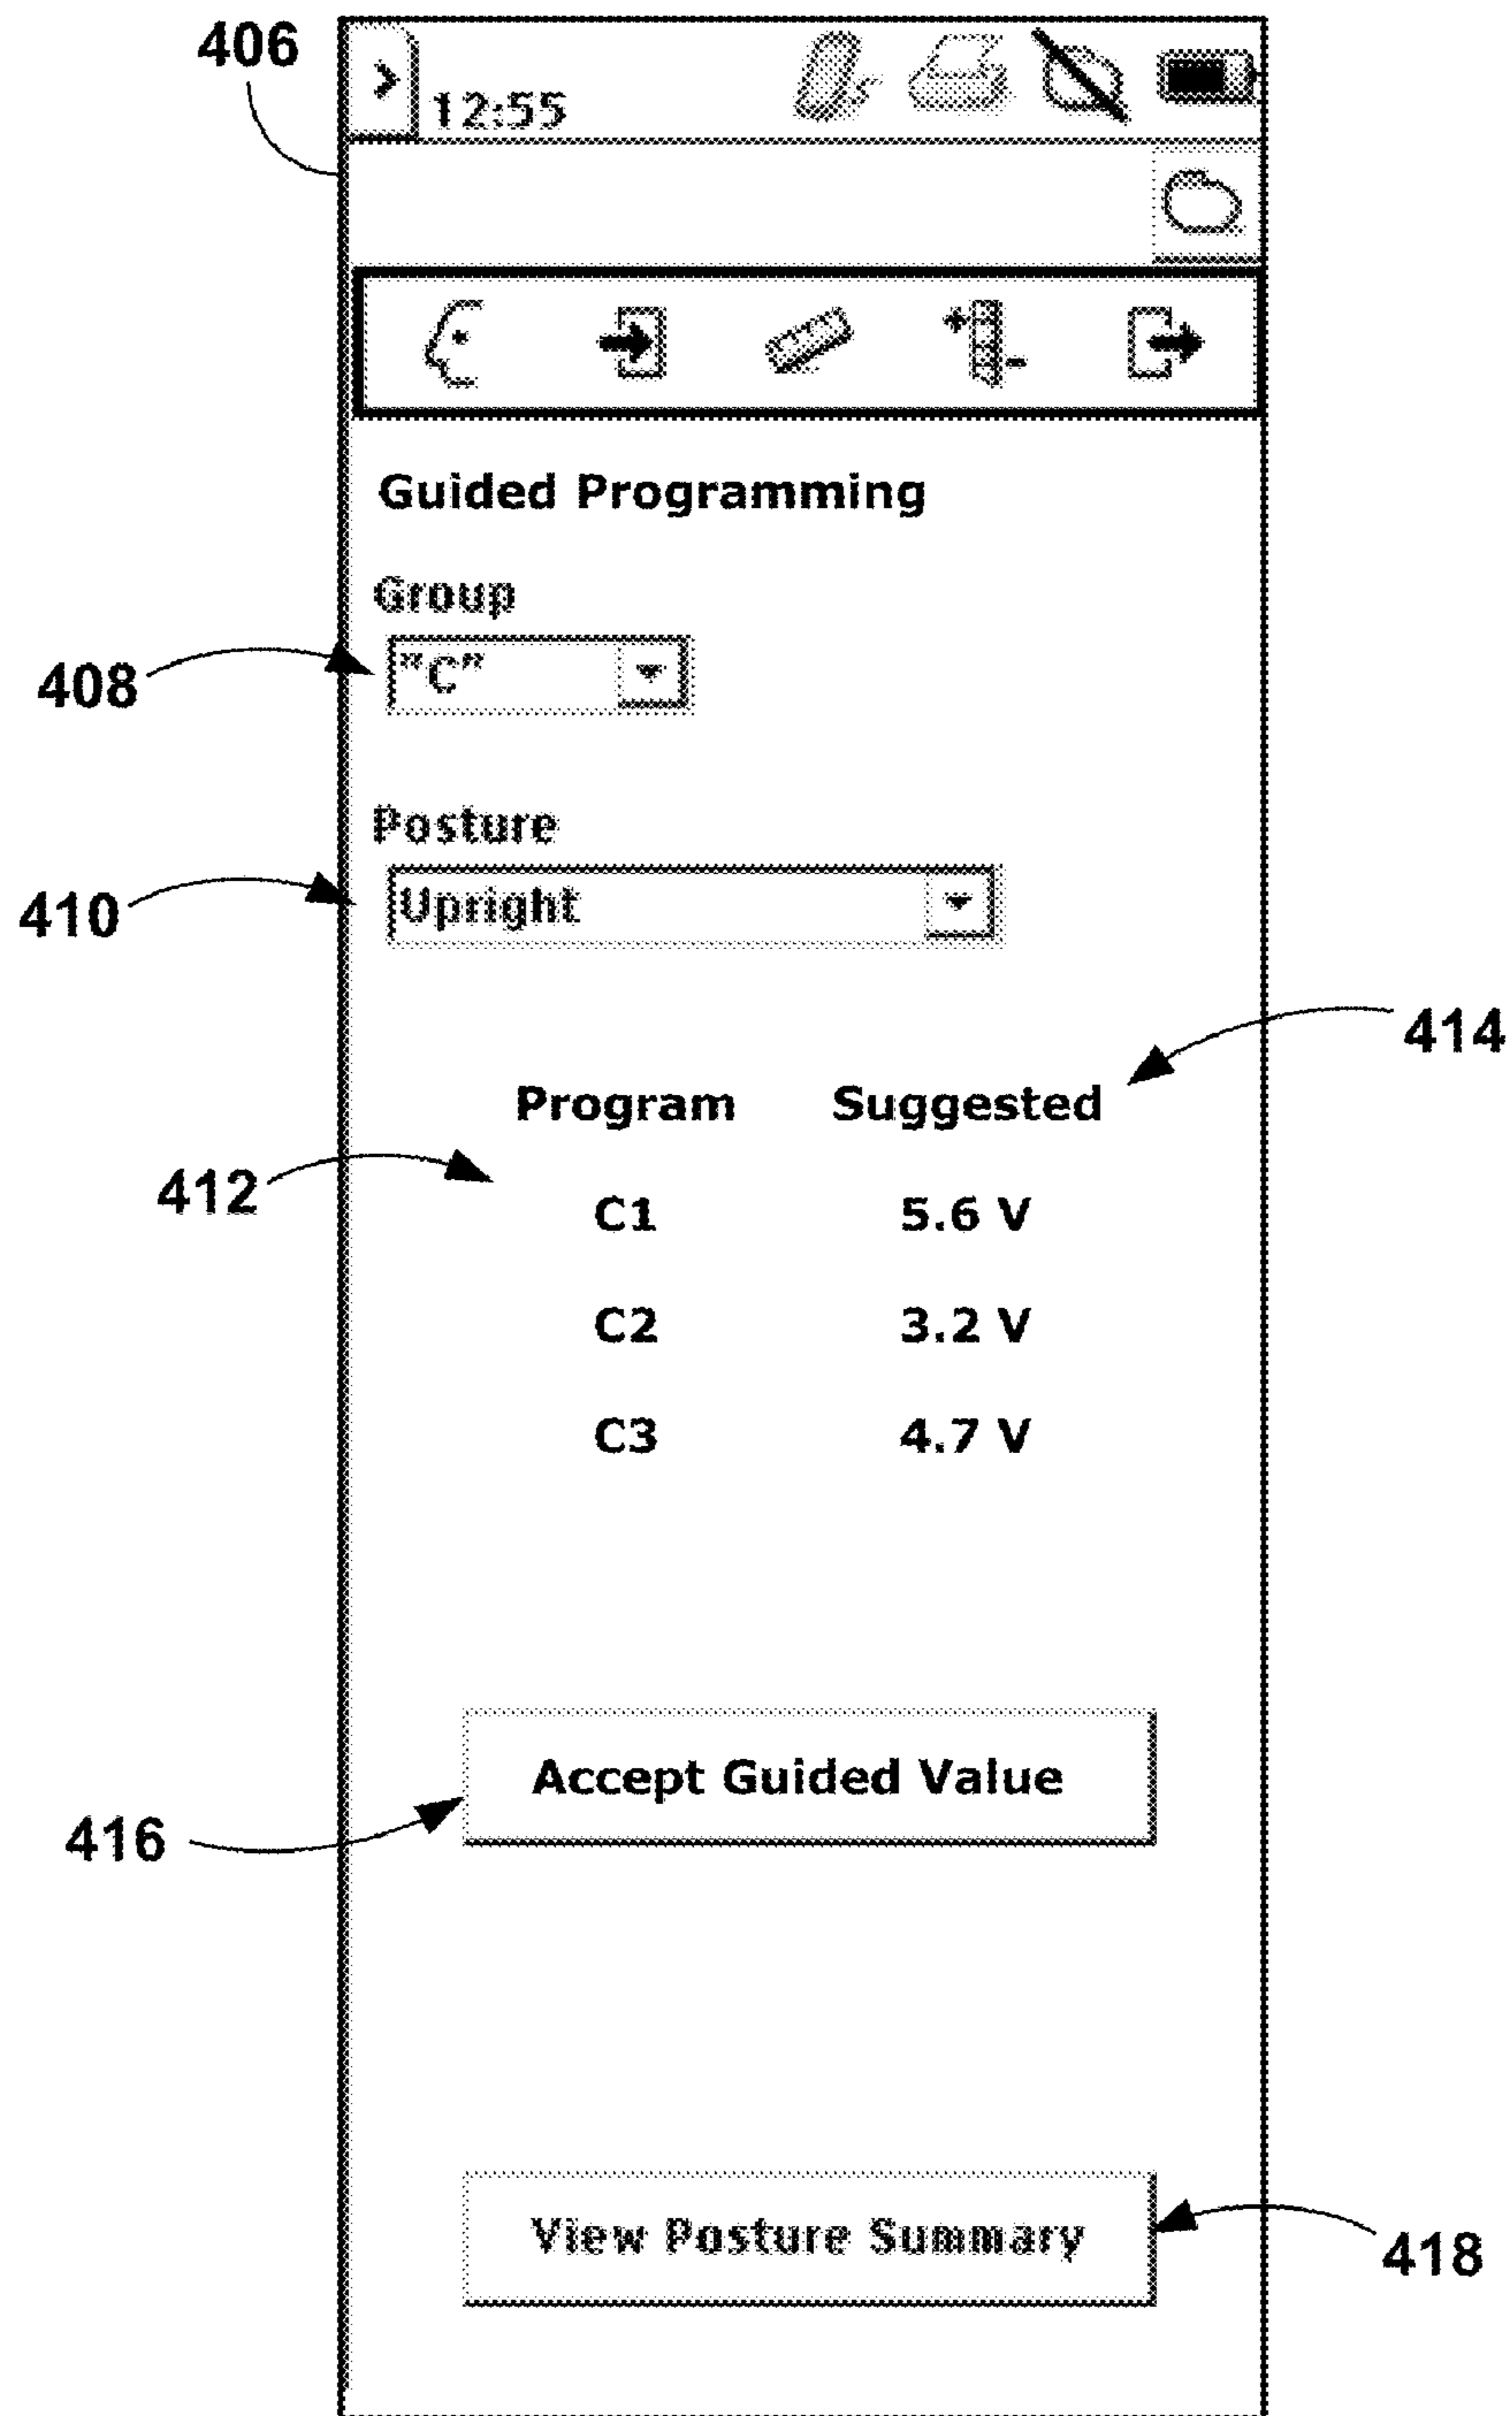 406
12:55
Guided Programming
Group
408
"C"
Posture
410
Upright
414
Program Suggested
412
C1 5.6 V
C2 3.2 V
C3 4.7 V
Accept Guided Value
416
View Posture Summary
418